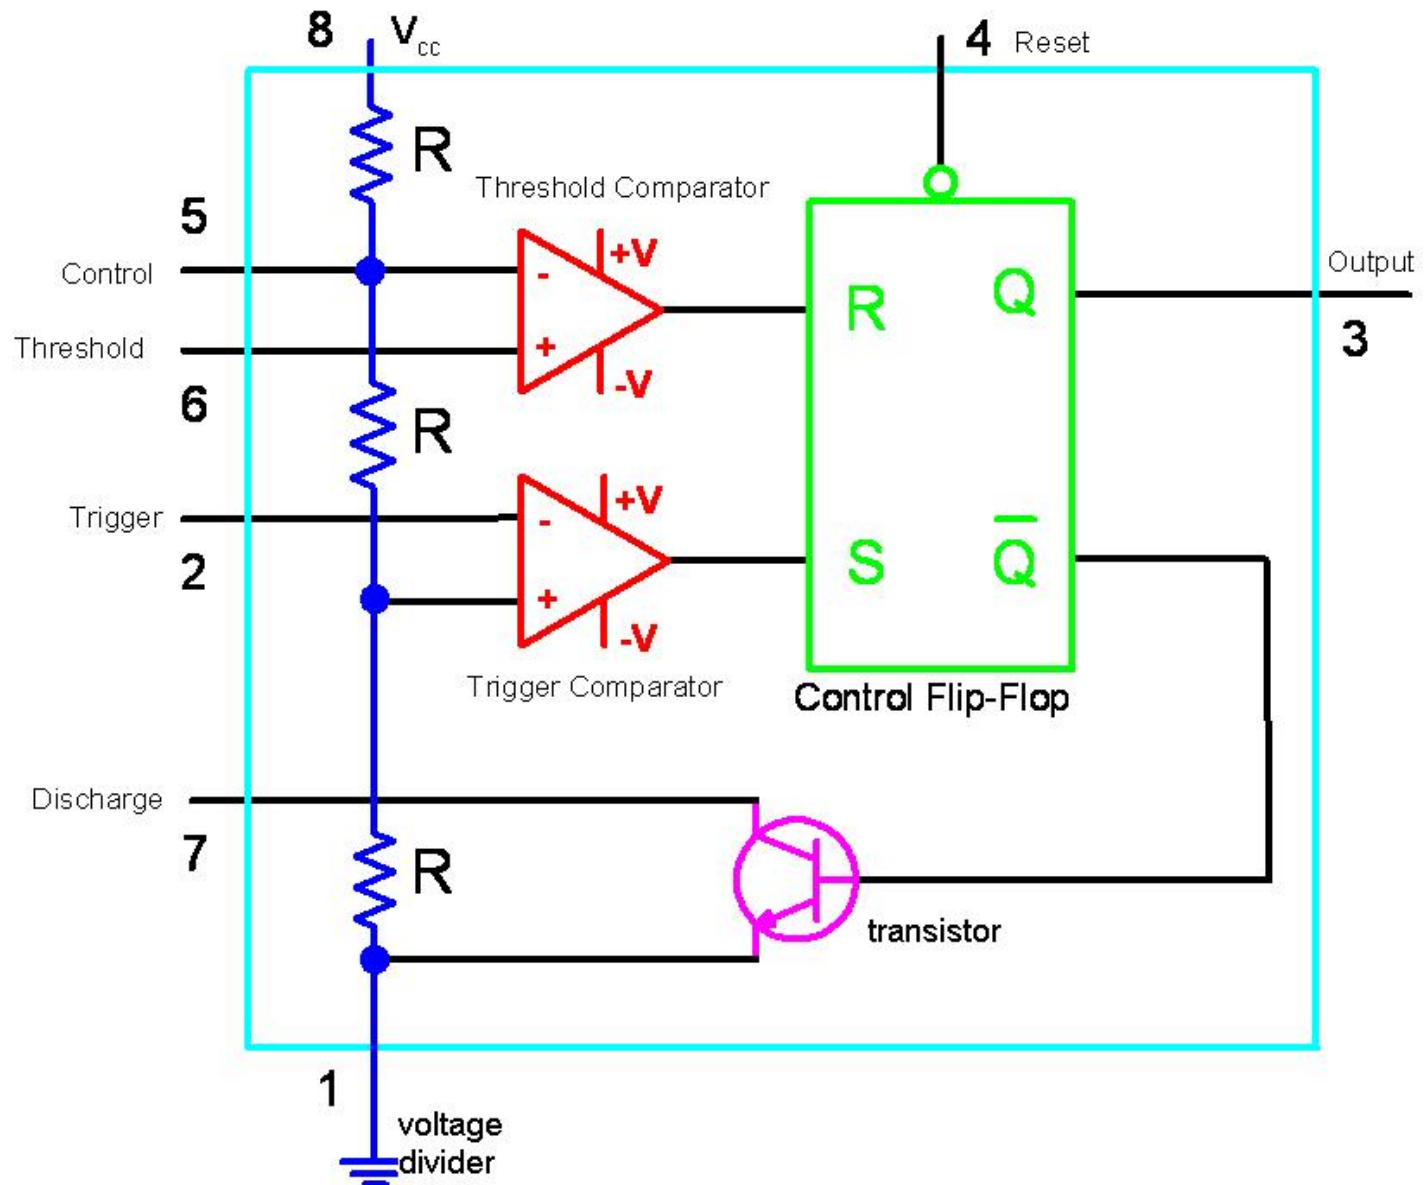 8 Vcc
4 Reset
R
Threshold Comparator
5
Control
- +V
R Q
Output
Threshold
+ -V
3
6
R
Trigger
- +V
2
S Q̅
+ -V
Trigger Comparator
Control Flip-Flop
Discharge
7
R
transistor
1
voltage
divider